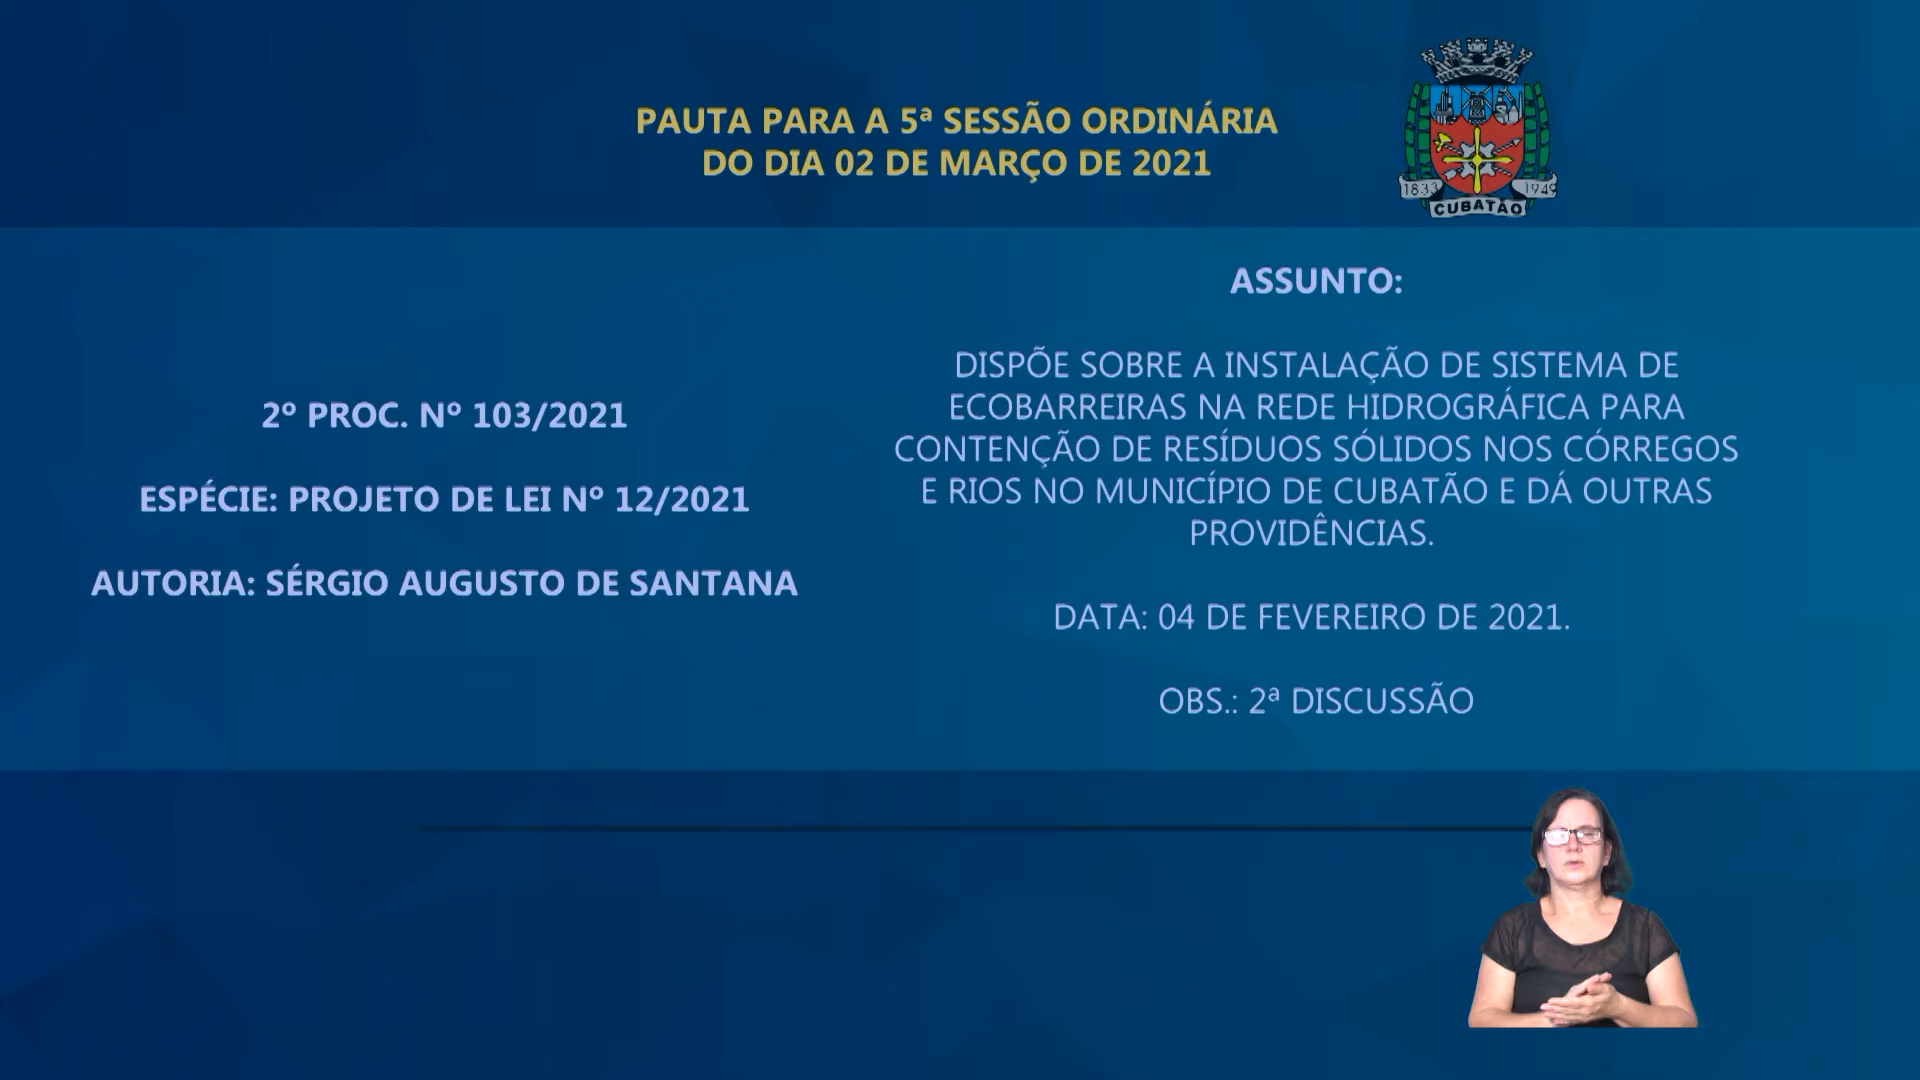 PAUTA PARA A 5ª SESSÃO ORDINÁRIA
DO DIA 02 DE MARÇO DE 2021
1833
1949
CUBATÃO
2º PROC. Nº 103/2021
ESPÉCIE: PROJETO DE LEI Nº 12/2021
AUTORIA: SÉRGIO AUGUSTO DE SANTANA
ASSUNTO:
DISPÕE SOBRE A INSTALAÇÃO DE SISTEMA DE
ECOBARREIRAS NA REDE HIDROGRÁFICA PARA
CONTENÇÃO DE RESÍDUOS SÓLIDOS NOS CÓRREGOS
E RIOS NO MUNICÍPIO DE CUBATÃO E DÁ OUTRAS
PROVIDÊNCIAS.
DATA: 04 DE FEVEREIRO DE 2021.
OBS.: 2ª DISCUSSÃO